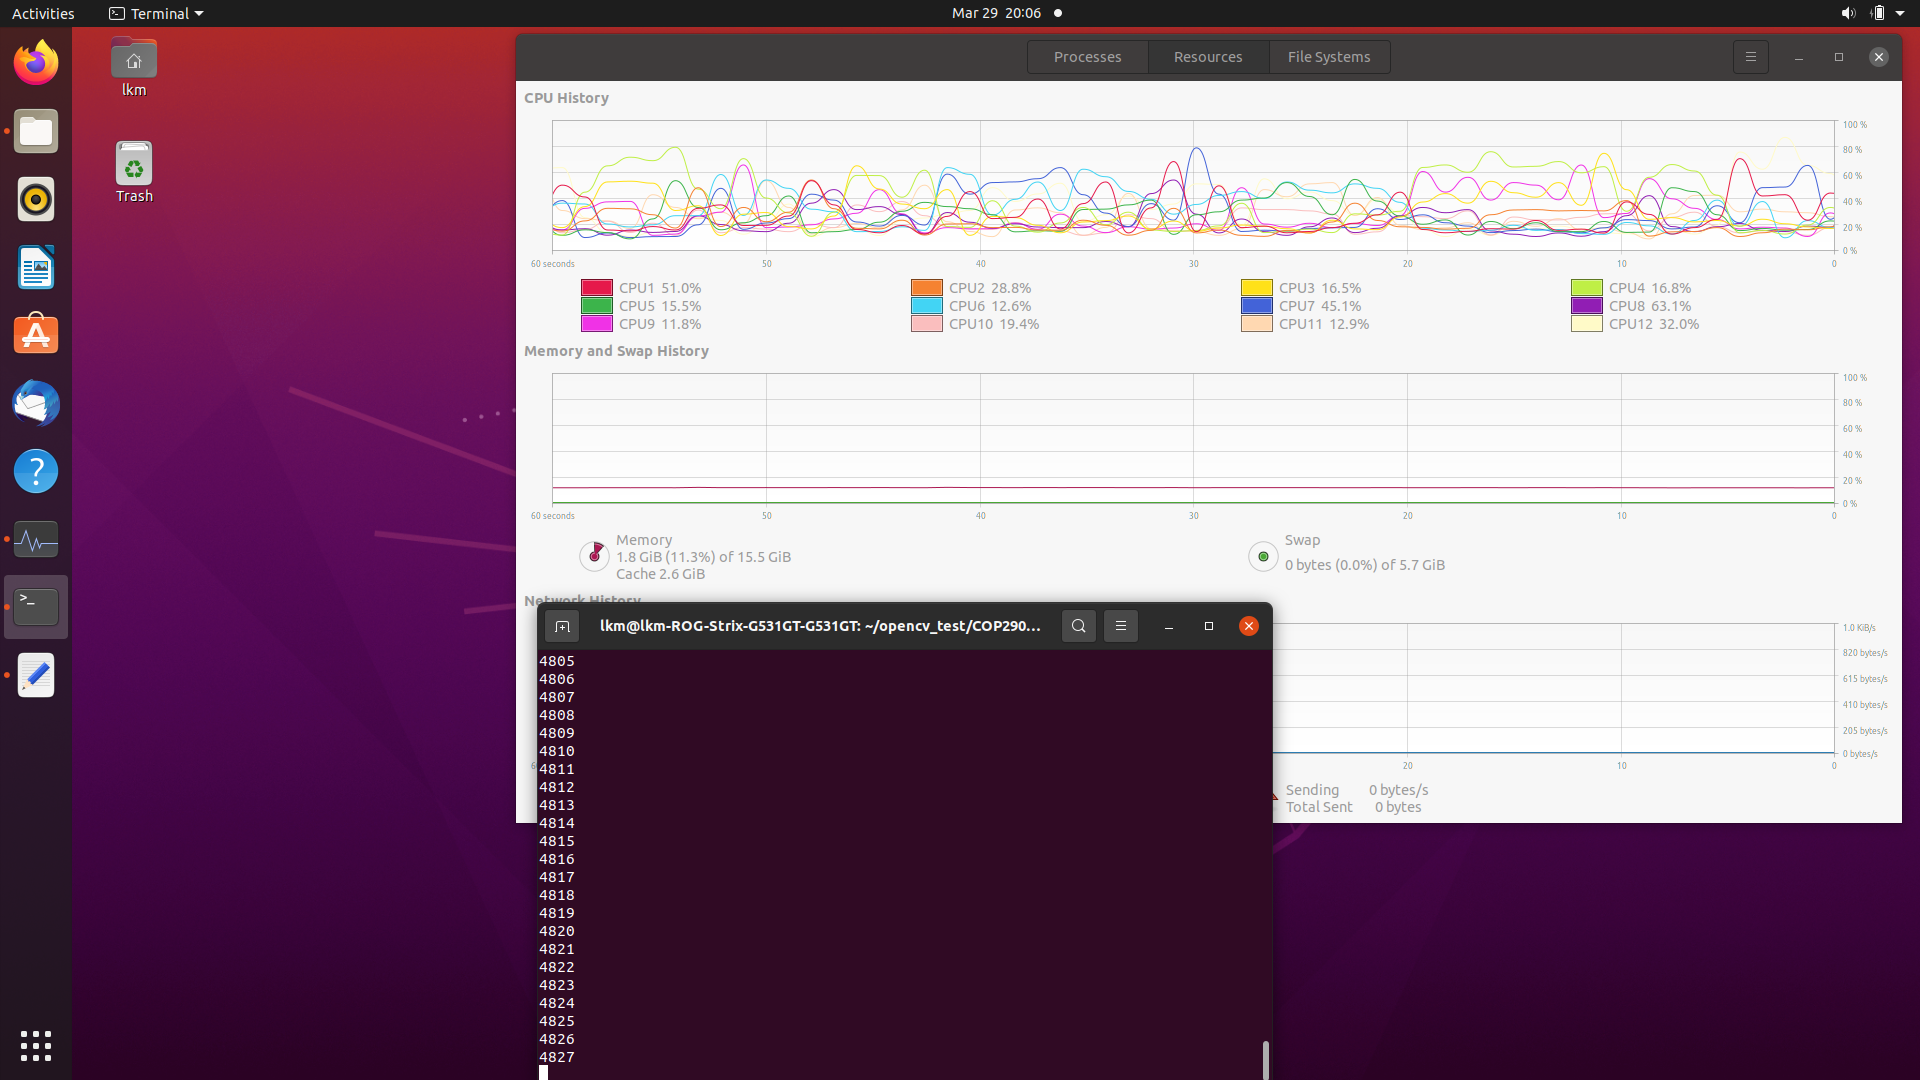 Activities
Terminal
Mar 29 20:06
lkm
Trash
Processes
Resources
File Systems
CPU History
100 %
80 %
60 %
40 %
20 %
0 %
60 seconds 50 40 30 20 10 0
CPU1 51.0% CPU2 28.8% CPU3 16.5% CPU4 16.8%
CPU5 15.5% CPU6 12.6% CPU7 45.1% CPU8 63.1%
CPU9 11.8% CPU10 19.4% CPU11 12.9% CPU12 32.0%
Memory and Swap History
100 %
80 %
60 %
40 %
20 %
0 %
60 seconds 50 40 30 20 10 0
Memory
1.8 GiB (11.3%) of 15.5 GiB
Cache 2.6 GiB
Swap
0 bytes (0.0%) of 5.7 GiB
Network History
1.0 KiB/s
820 bytes/s
615 bytes/s
410 bytes/s
205 bytes/s
0 bytes/s
20 10 0
Sending 0 bytes/s
Total Sent 0 bytes
lkm@lkm-ROG-Strix-G531GT-G531GT: ~/opencv_test/COP290...
4805
4806
4807
4808
4809
4810
4811
4812
4813
4814
4815
4816
4817
4818
4819
4820
4821
4822
4823
4824
4825
4826
4827